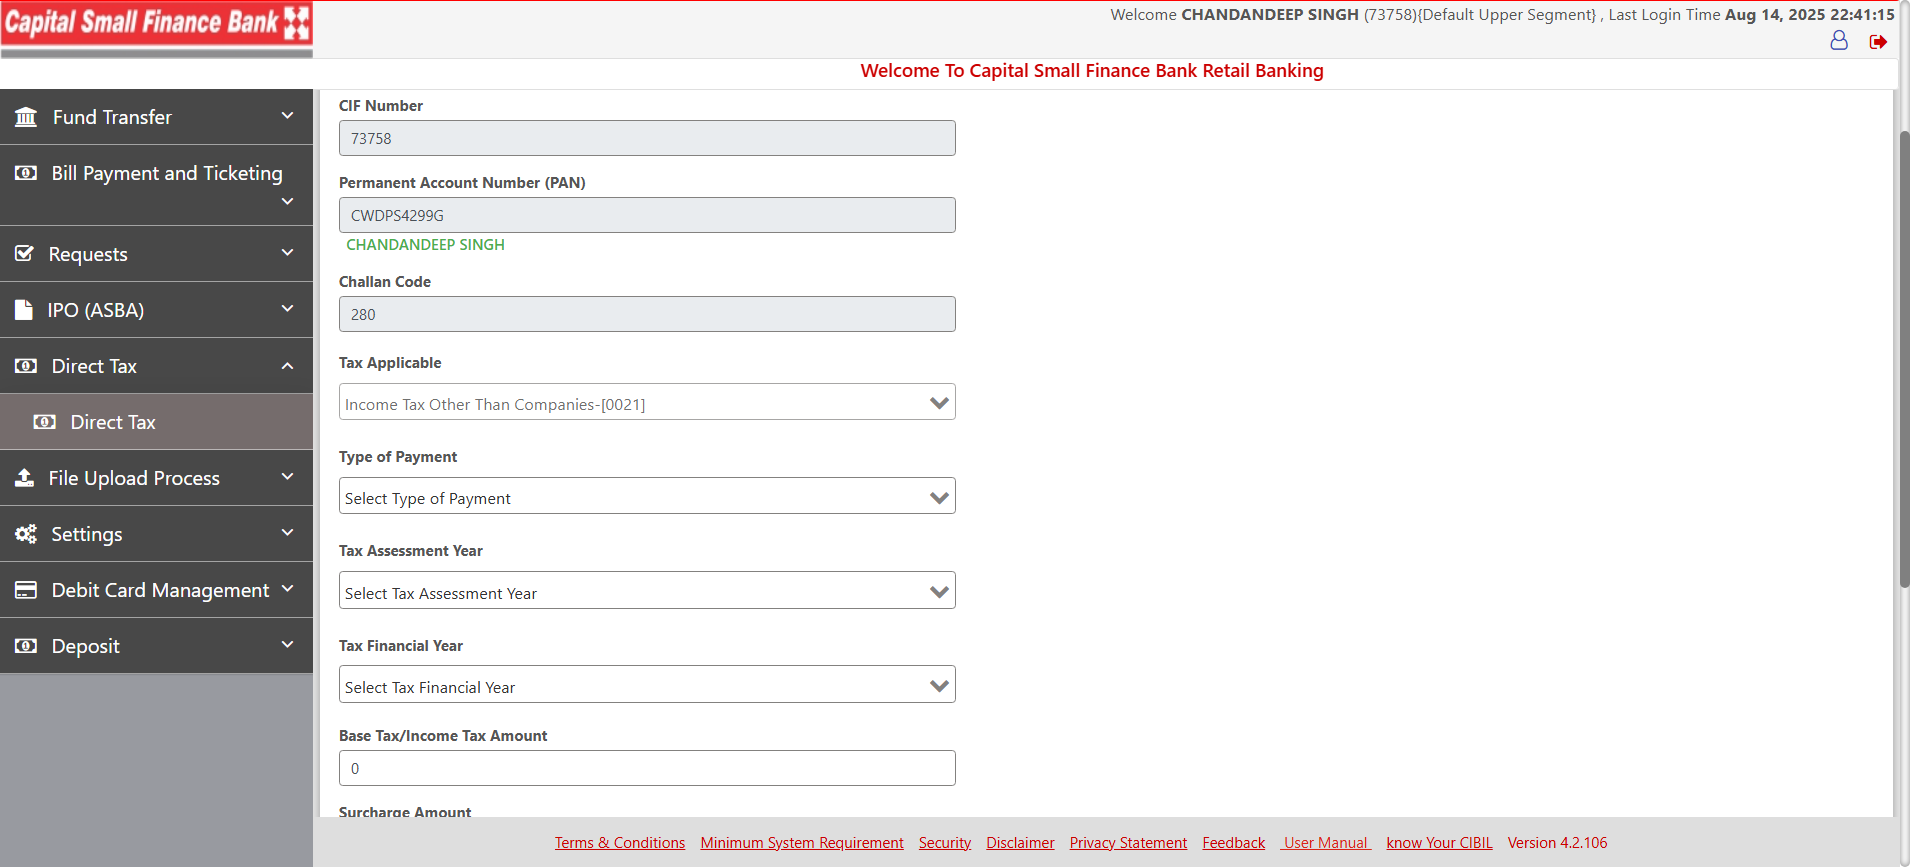 Capital Small Finance Bank
Welcome CHANDANDEEP SINGH (73758){Default Upper Segment} , Last Login Time Aug 14, 2025 22:41:15
Welcome To Capital Small Finance Bank Retail Banking
Fund Transfer
Bill Payment and Ticketing
Requests
IPO (ASBA)
Direct Tax
Direct Tax
File Upload Process
Settings
Debit Card Management
Deposit
CIF Number
73758
Permanent Account Number (PAN)
CWDPS4299G
CHANDANDEEP SINGH
Challan Code
280
Tax Applicable
Income Tax Other Than Companies-[0021]
Type of Payment
Select Type of Payment
Tax Assessment Year
Select Tax Assessment Year
Tax Financial Year
Select Tax Financial Year
Base Tax/Income Tax Amount
0
Surcharge Amount
Terms & Conditions Minimum System Requirement Security Disclaimer Privacy Statement Feedback User Manual know Your CIBIL Version 4.2.106